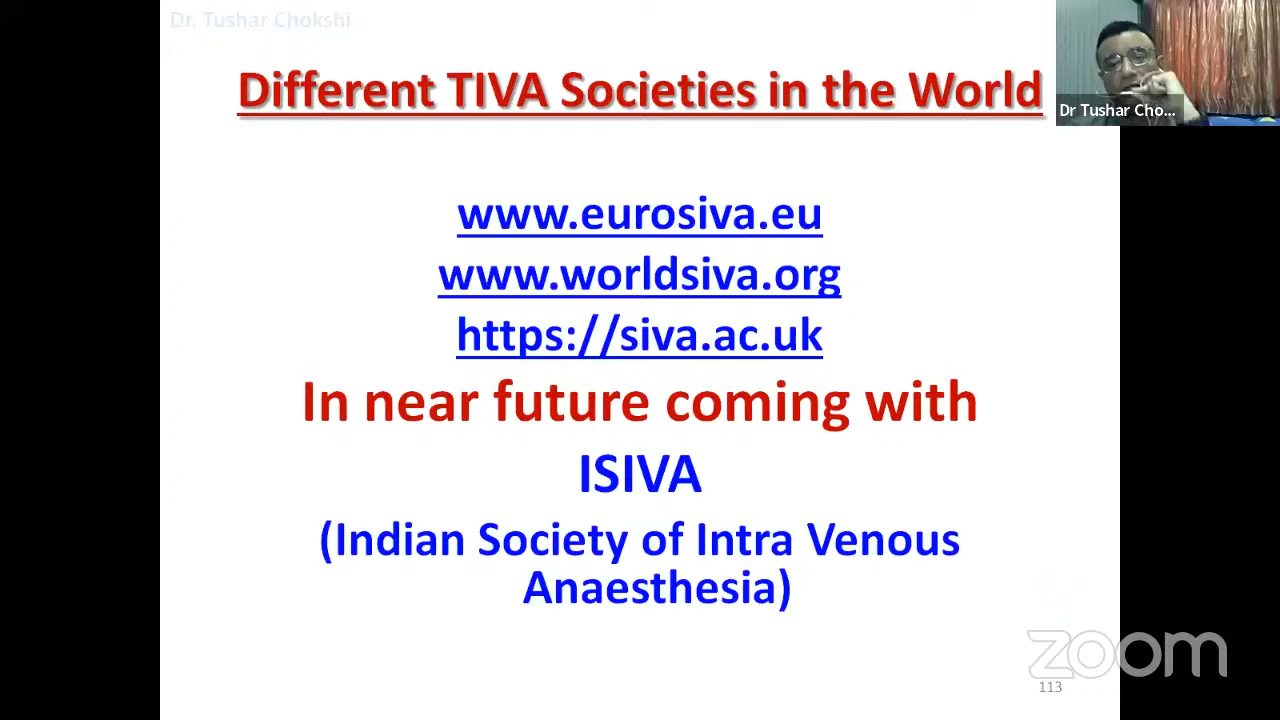 Dr. Tushar Chokshi
Different TIVA Societies in the World
Dr Tushar Cho...
www.eurosiva.eu
www.worldsiva.org
https://siva.ac.uk
In near future coming with
ISIVA
(Indian Society of Intra Venous
Anaesthesia)
zoom
113